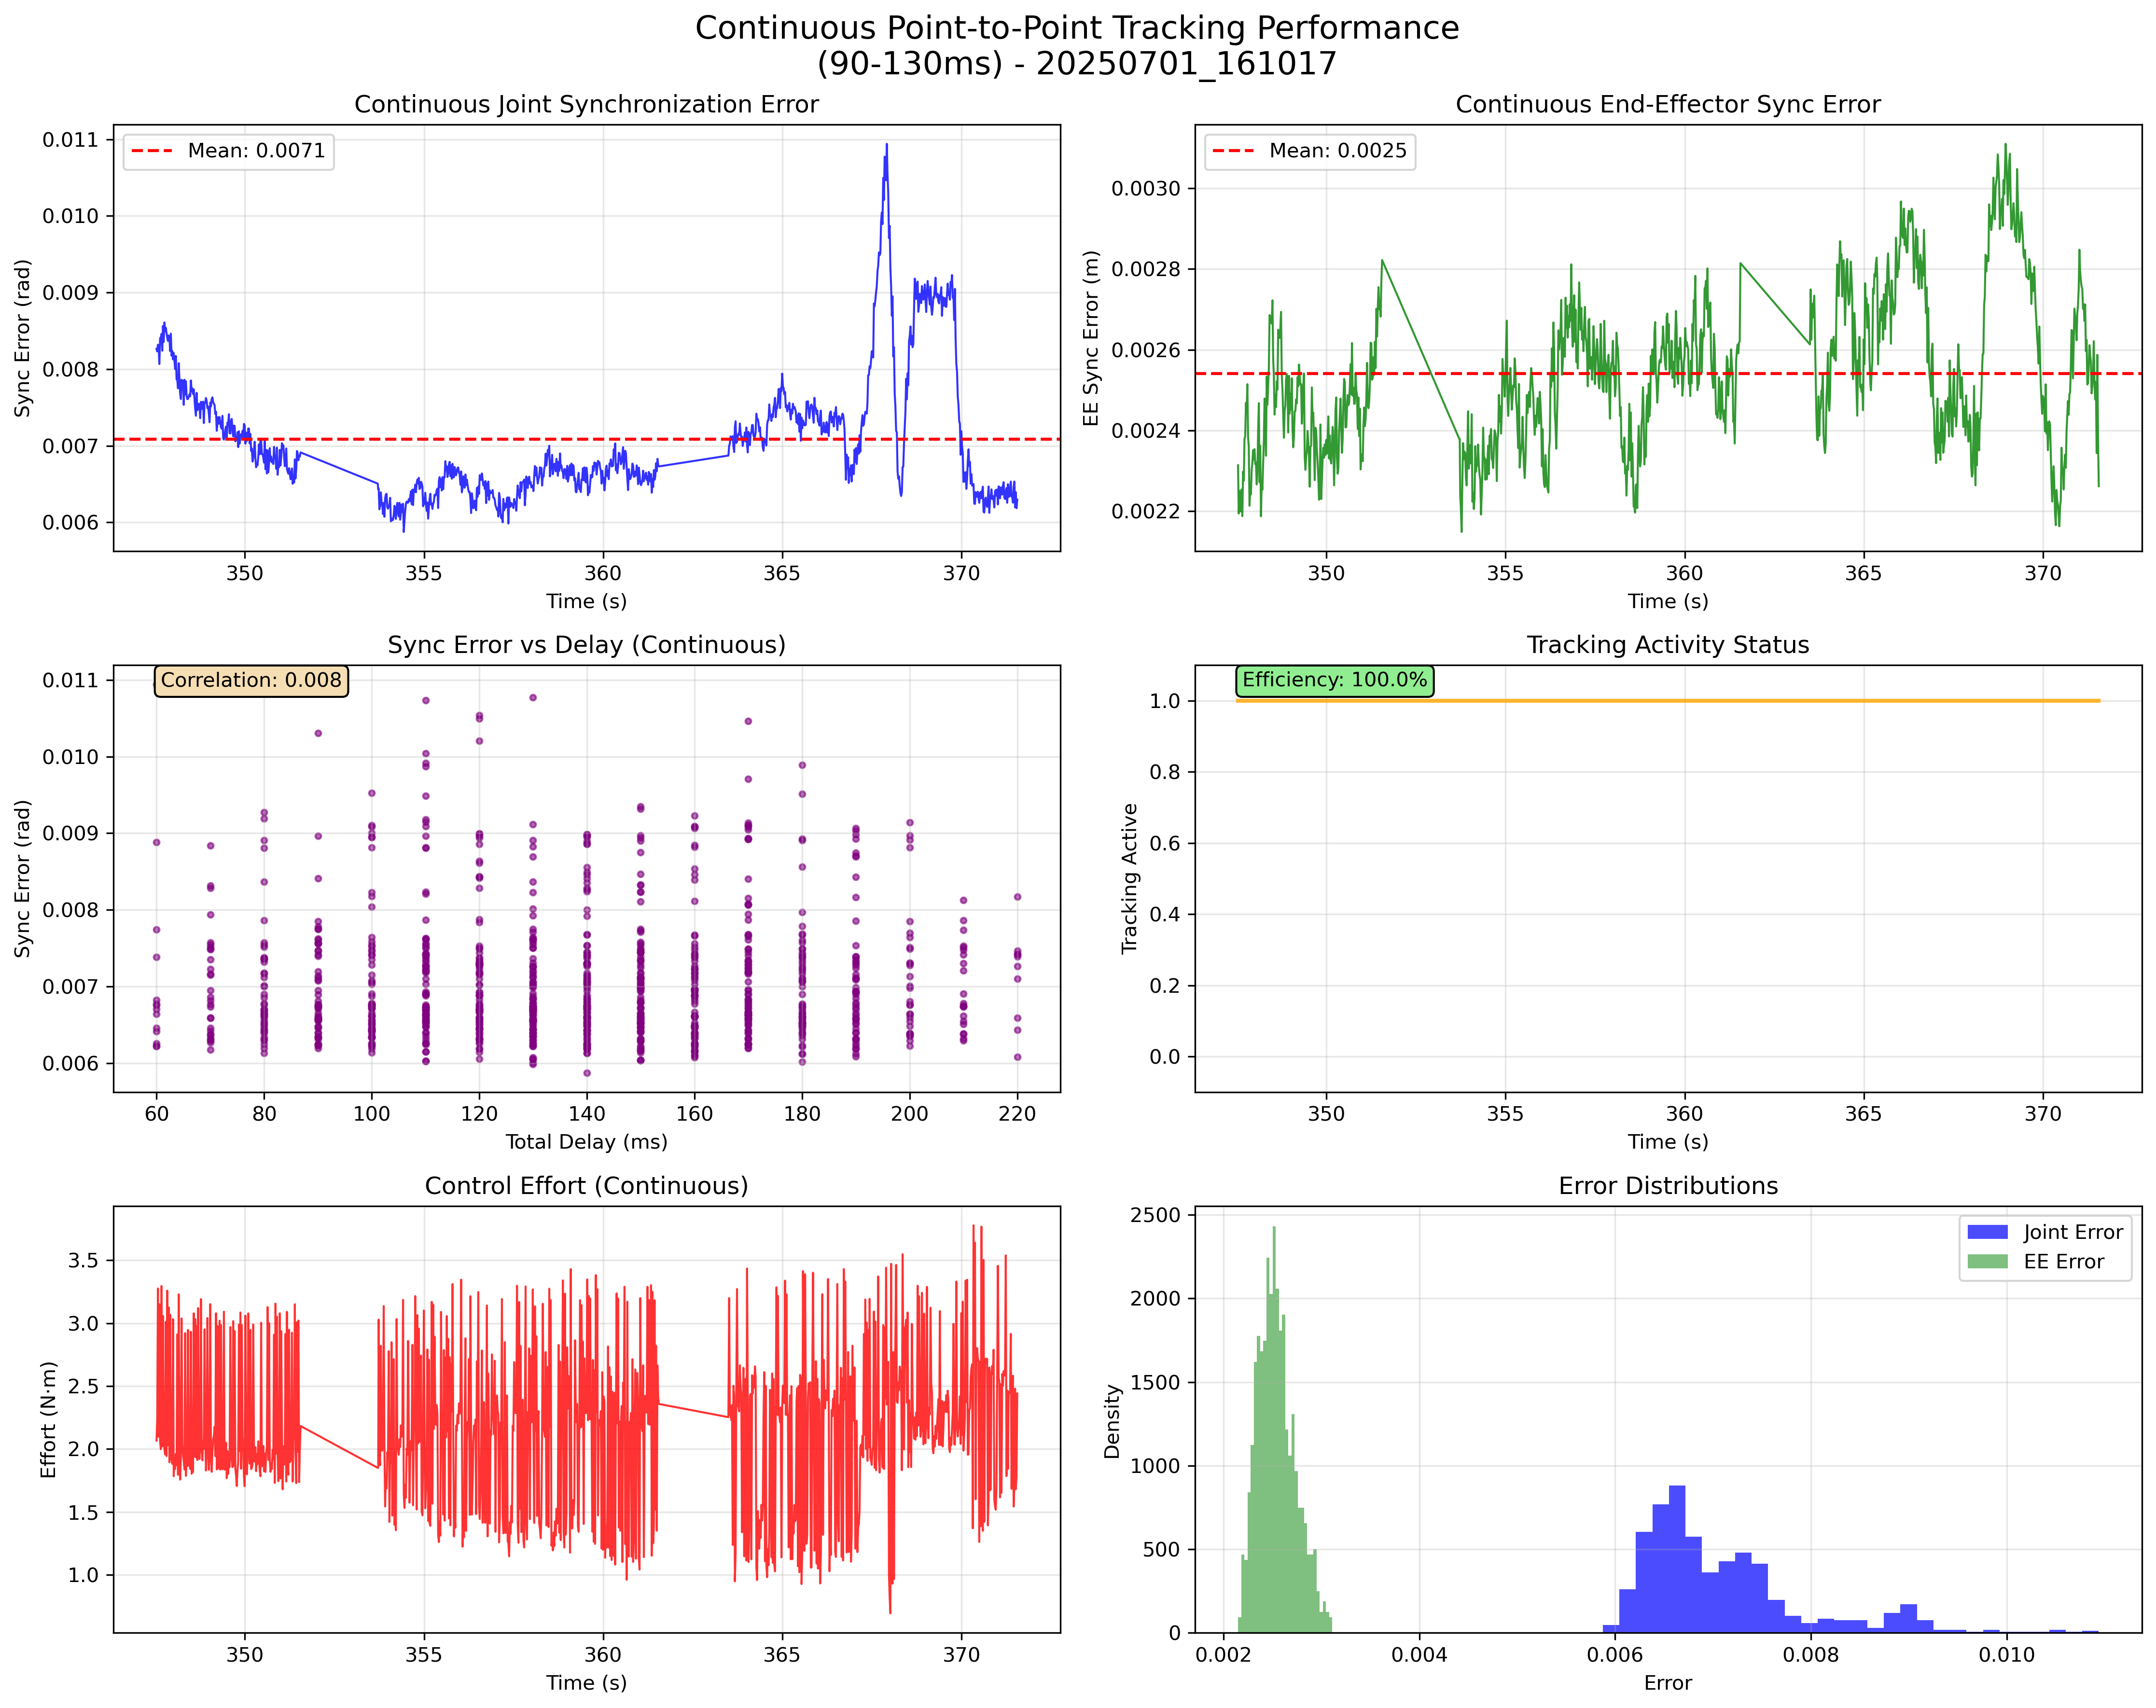 Continuous Point-to-Point Tracking Performance
(90-130ms) - 20250701_161017
Continuous Joint Synchronization Error
Mean: 0.0071
Sync Error (rad)
0.011
0.010
0.009
0.008
0.007
0.006
350 355 360 365 370
Time (s)
Continuous End-Effector Sync Error
Mean: 0.0025
EE Sync Error (m)
0.0030
0.0028
0.0026
0.0024
0.0022
350 355 360 365 370
Time (s)
Sync Error vs Delay (Continuous)
Correlation: 0.008
Sync Error (rad)
0.011
0.010
0.009
0.008
0.007
0.006
60 80 100 120 140 160 180 200 220
Total Delay (ms)
Tracking Activity Status
Efficiency: 100.0%
Tracking Active
1.0
0.8
0.6
0.4
0.2
0.0
350 355 360 365 370
Time (s)
Control Effort (Continuous)
Effort (N·m)
3.5
3.0
2.5
2.0
1.5
1.0
350 355 360 365 370
Time (s)
Error Distributions
Joint Error
EE Error
Density
2500
2000
1500
1000
500
0
0.002 0.004 0.006 0.008 0.010
Error